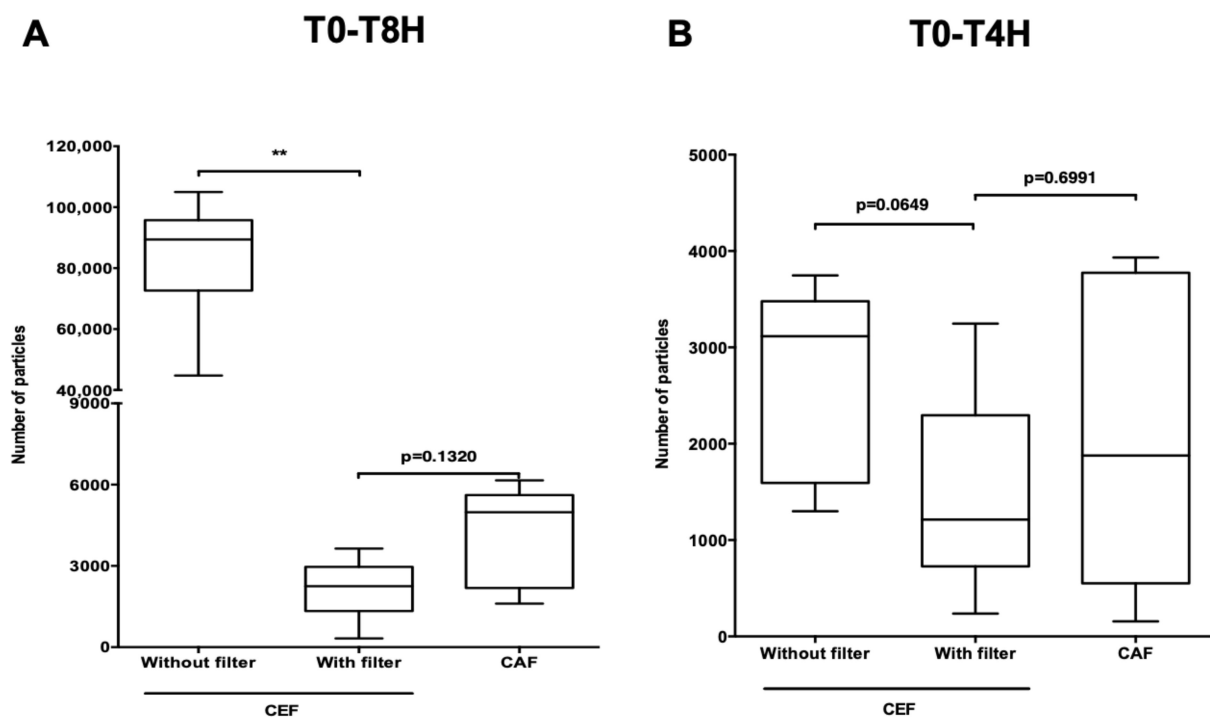 A
T0-T8H
Number of particles
120,000
100,000
80,000
60,000
40,000
9000
6000
3000
0
**
p=0.1320
Without filter
With filter
CAF
CEF
B
T0-T4H
Number of particles
5000
4000
3000
2000
1000
0
p=0.0649
p=0.6991
Without filter
With filter
CAF
CEF